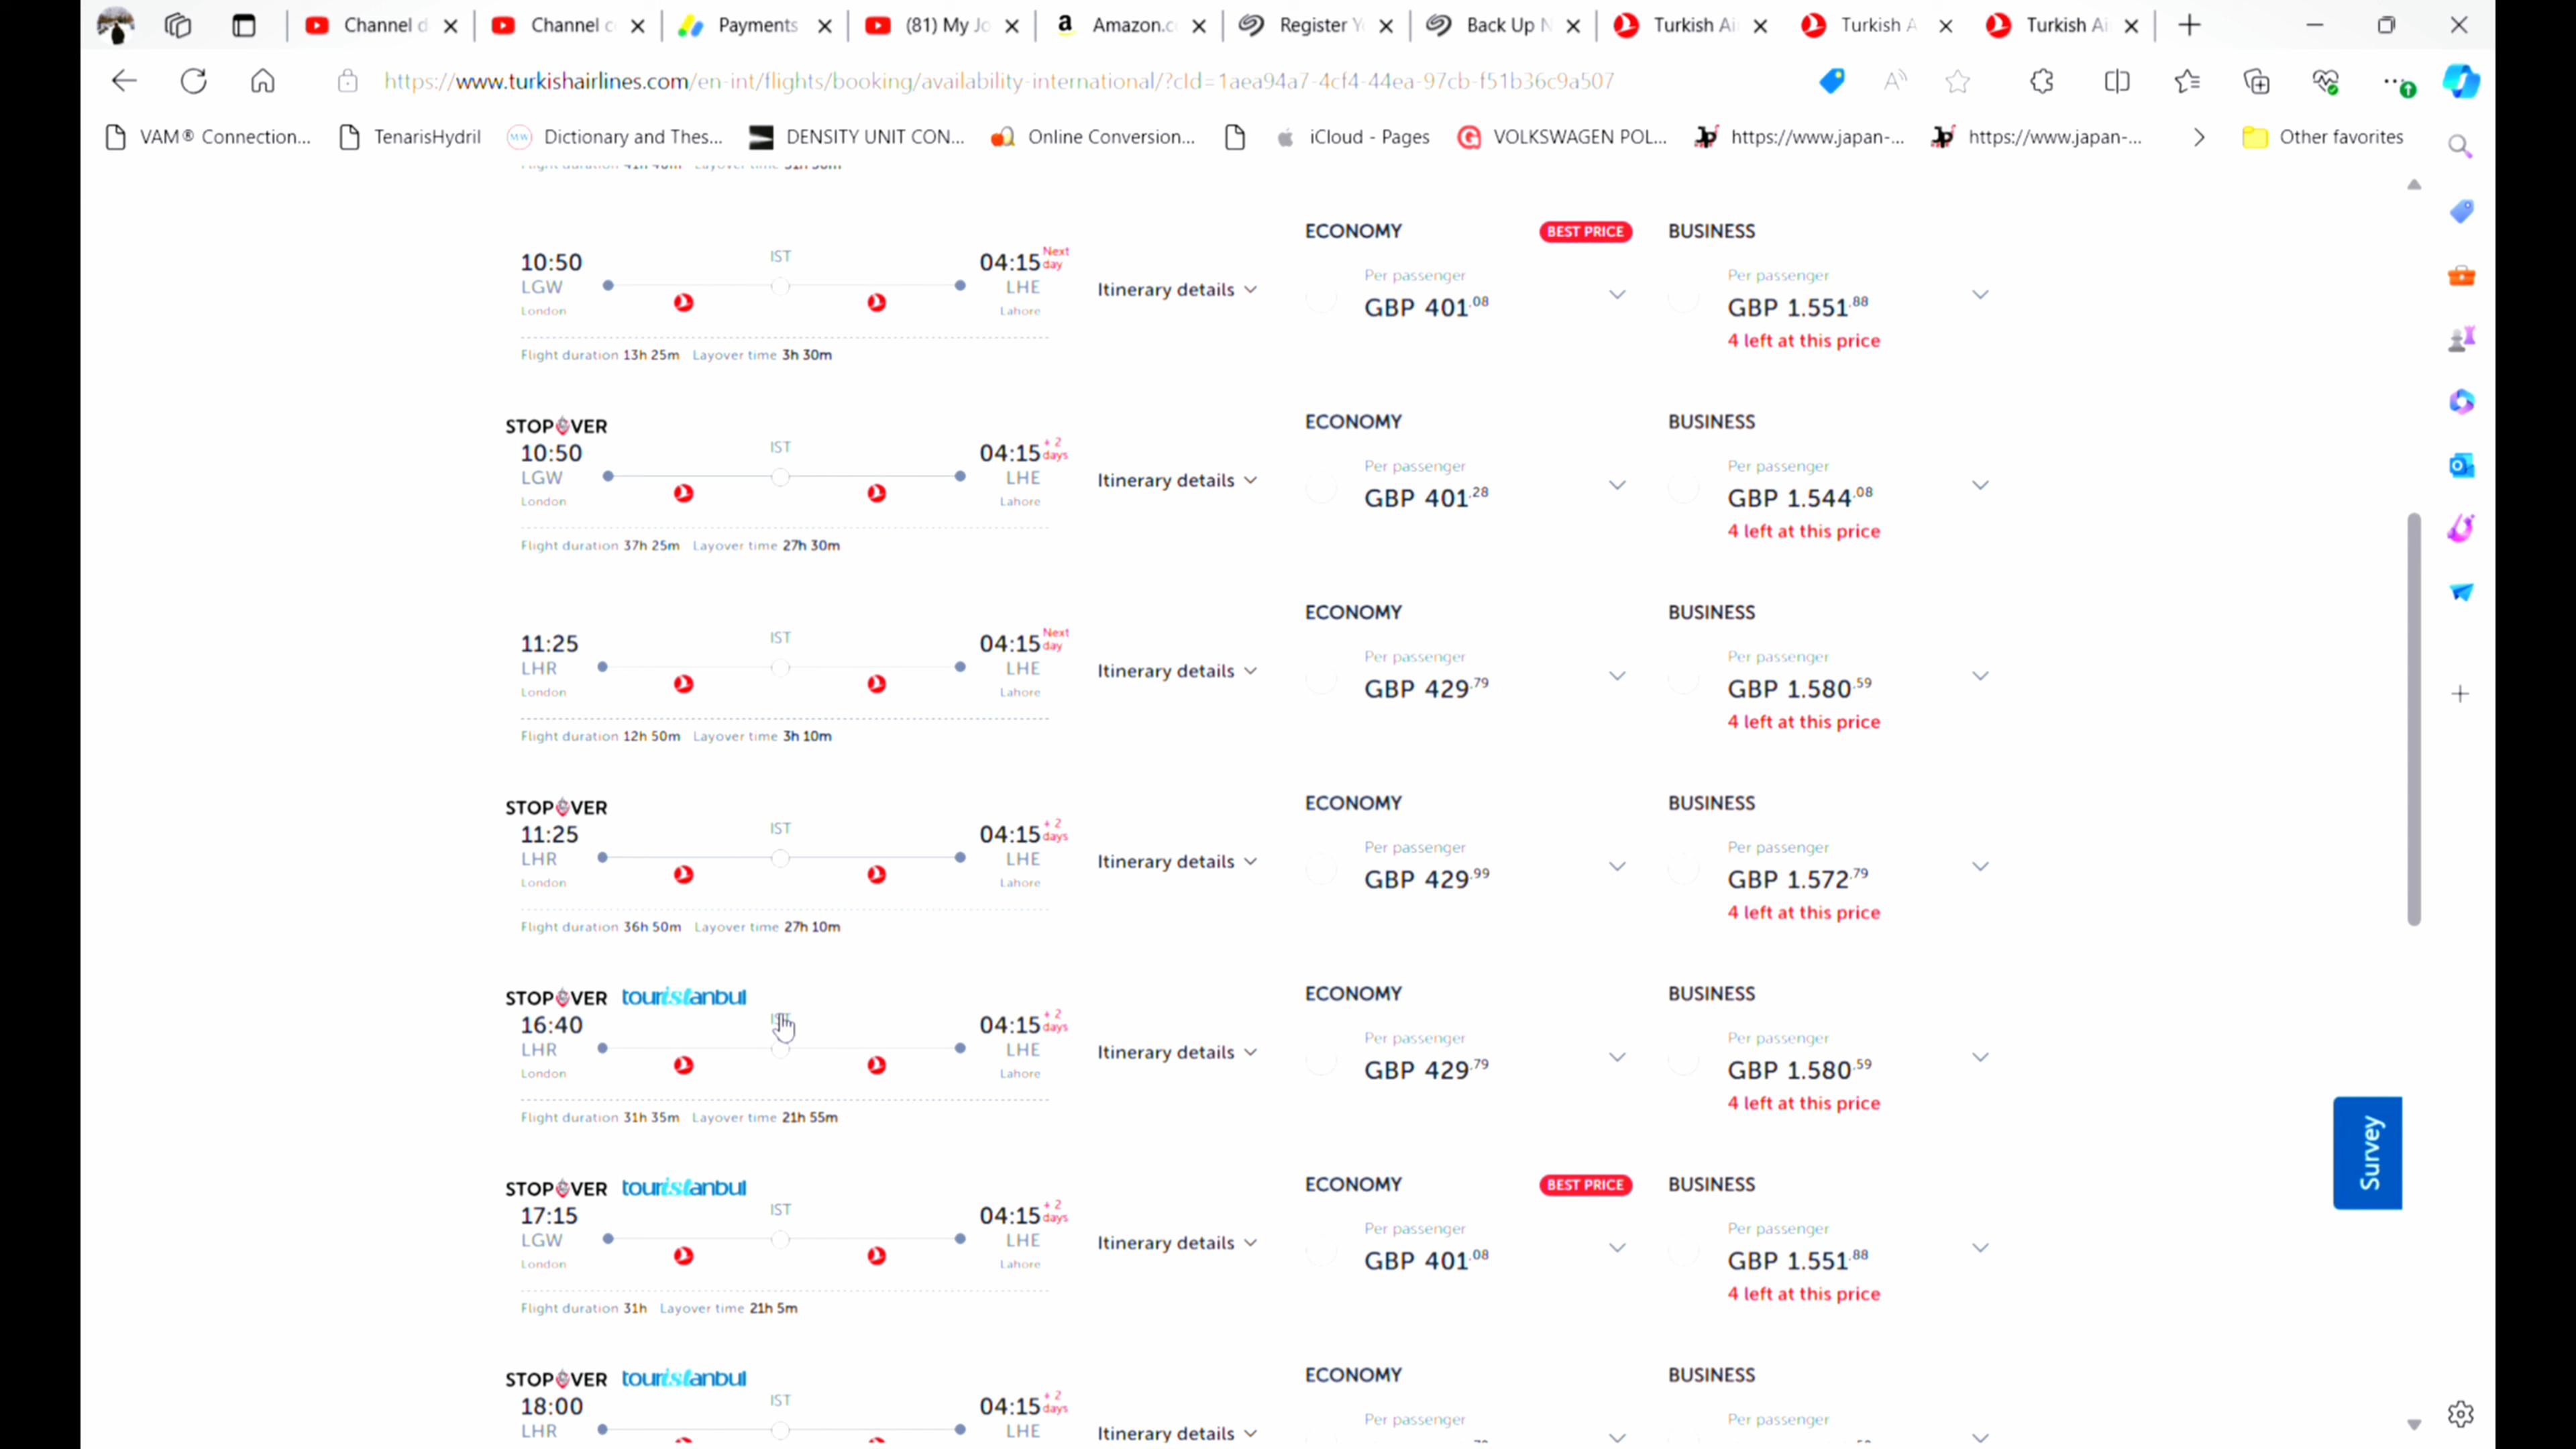 Channel d
Channel c
Payments
(81) My Jo
Amazon.c
Register Y
Back Up N
Turkish Ai
Turkish A
Turkish Ai
https://www.turkishairlines.com/en-int/flights/booking/availability-international/?cId=1aea94a7-4cf4-44ea-97cb-f51b36c9a507
VAM® Connection...
TenarisHydril
Dictionary and Thes...
DENSITY UNIT CON...
Online Conversion...
iCloud - Pages
VOLKSWAGEN POL...
https://www.japan-...
https://www.japan-...
Other favorites
ECONOMY BEST PRICE BUSINESS
10:50 IST 04:15 Next day
LGW LHE
London Lahore
Itinerary details
Per passenger Per passenger
GBP 401.08 GBP 1.551.88
4 left at this price
Flight duration 13h 25m Layover time 3h 30m
ECONOMY BUSINESS
STOPOVER
10:50 IST 04:15 + 2 days
LGW LHE
London Lahore
Itinerary details
Per passenger Per passenger
GBP 401.28 GBP 1.544.08
4 left at this price
Flight duration 37h 25m Layover time 27h 30m
ECONOMY BUSINESS
11:25 IST 04:15 Next day
LHR LHE
London Lahore
Itinerary details
Per passenger Per passenger
GBP 429.79 GBP 1.580.59
4 left at this price
Flight duration 12h 50m Layover time 3h 10m
ECONOMY BUSINESS
STOPOVER
11:25 IST 04:15 + 2 days
LHR LHE
London Lahore
Itinerary details
Per passenger Per passenger
GBP 429.99 GBP 1.572.79
4 left at this price
Flight duration 36h 50m Layover time 27h 10m
ECONOMY BUSINESS
STOPOVER touristanbul
16:40 04:15 + 2 days
LHR LHE
London Lahore
Itinerary details
Per passenger Per passenger
GBP 429.79 GBP 1.580.59
4 left at this price
Flight duration 31h 35m Layover time 21h 55m
Survey
ECONOMY BEST PRICE BUSINESS
STOPOVER touristanbul
17:15 IST 04:15 + 2 days
LGW LHE
London Lahore
Itinerary details
Per passenger Per passenger
GBP 401.08 GBP 1.551.88
4 left at this price
Flight duration 31h Layover time 21h 5m
ECONOMY BUSINESS
STOPOVER touristanbul
18:00 IST 04:15 + 2 days
LHR LHE
Itinerary details
Per passenger Per passenger